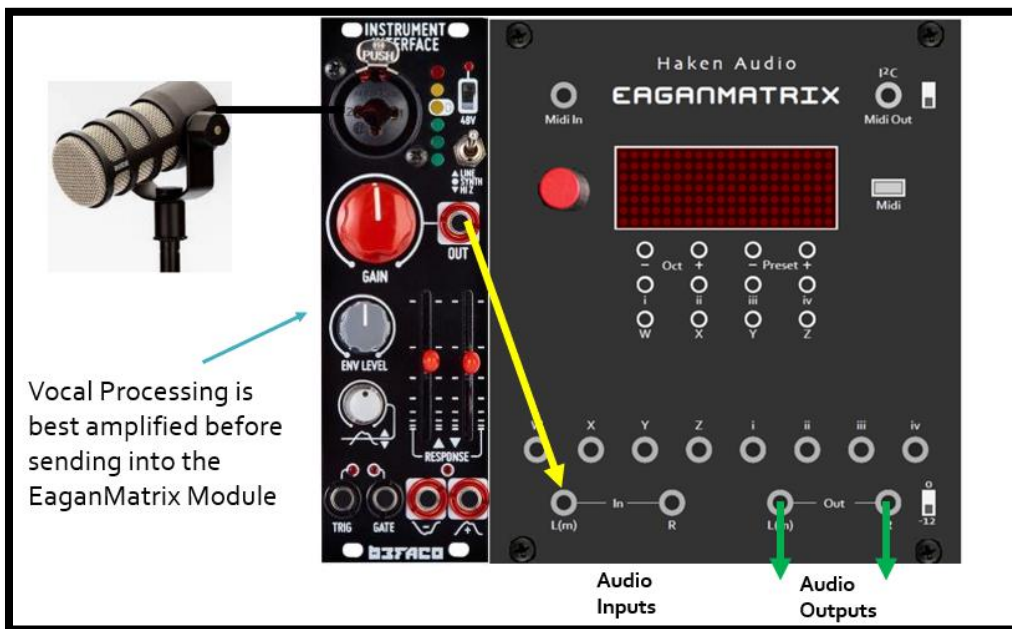 INSTRUMENT
INTERFACE
PUSH
48V
▲ LINE
● SYNTH
▼ HI Z
OUT
GAIN
ENV LEVEL
RESPONSE
TRIG
GATE
BEFACO
Haken Audio
EAGANMATRIX
Midi In
I²C
Midi Out
Midi
- Oct + - Preset +
i ii iii iv
W X Y Z
W X Y Z i ii iii iv
L(m) In R
L(m) Out R
0
-12
Vocal Processing is
best amplified before
sending into the
EaganMatrix Module
Audio
Inputs
Audio
Outputs